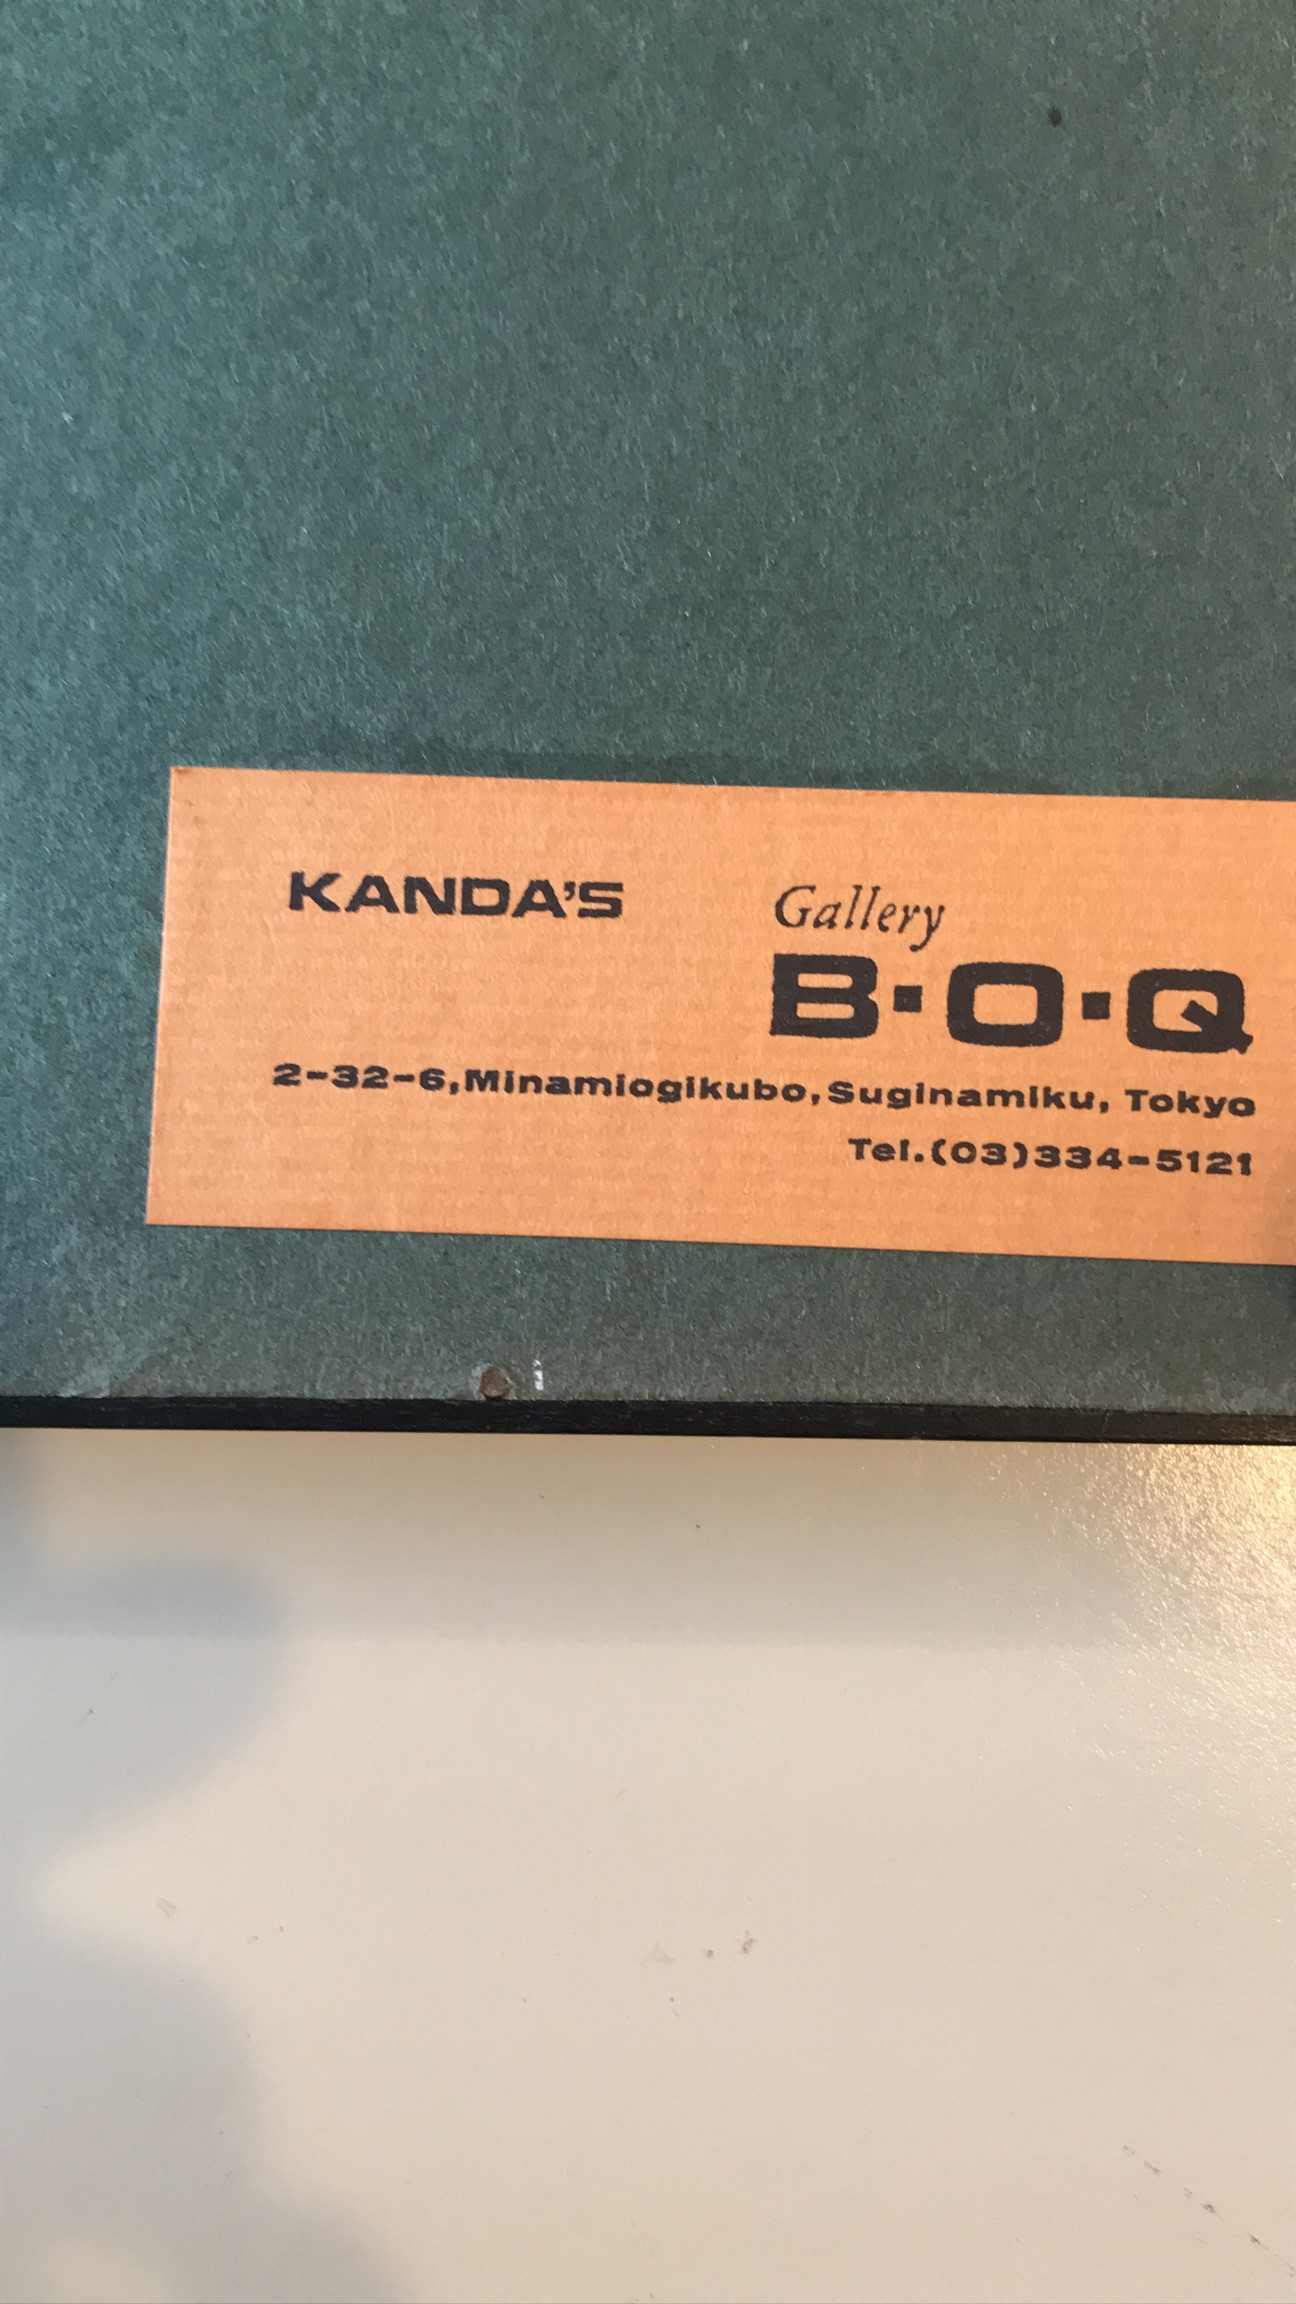 KANDA'S
Gallery
B·O·Q
2-32-6,Minamiogikubo,Suginamiku, Tokyo
Tel.(03)334-5121